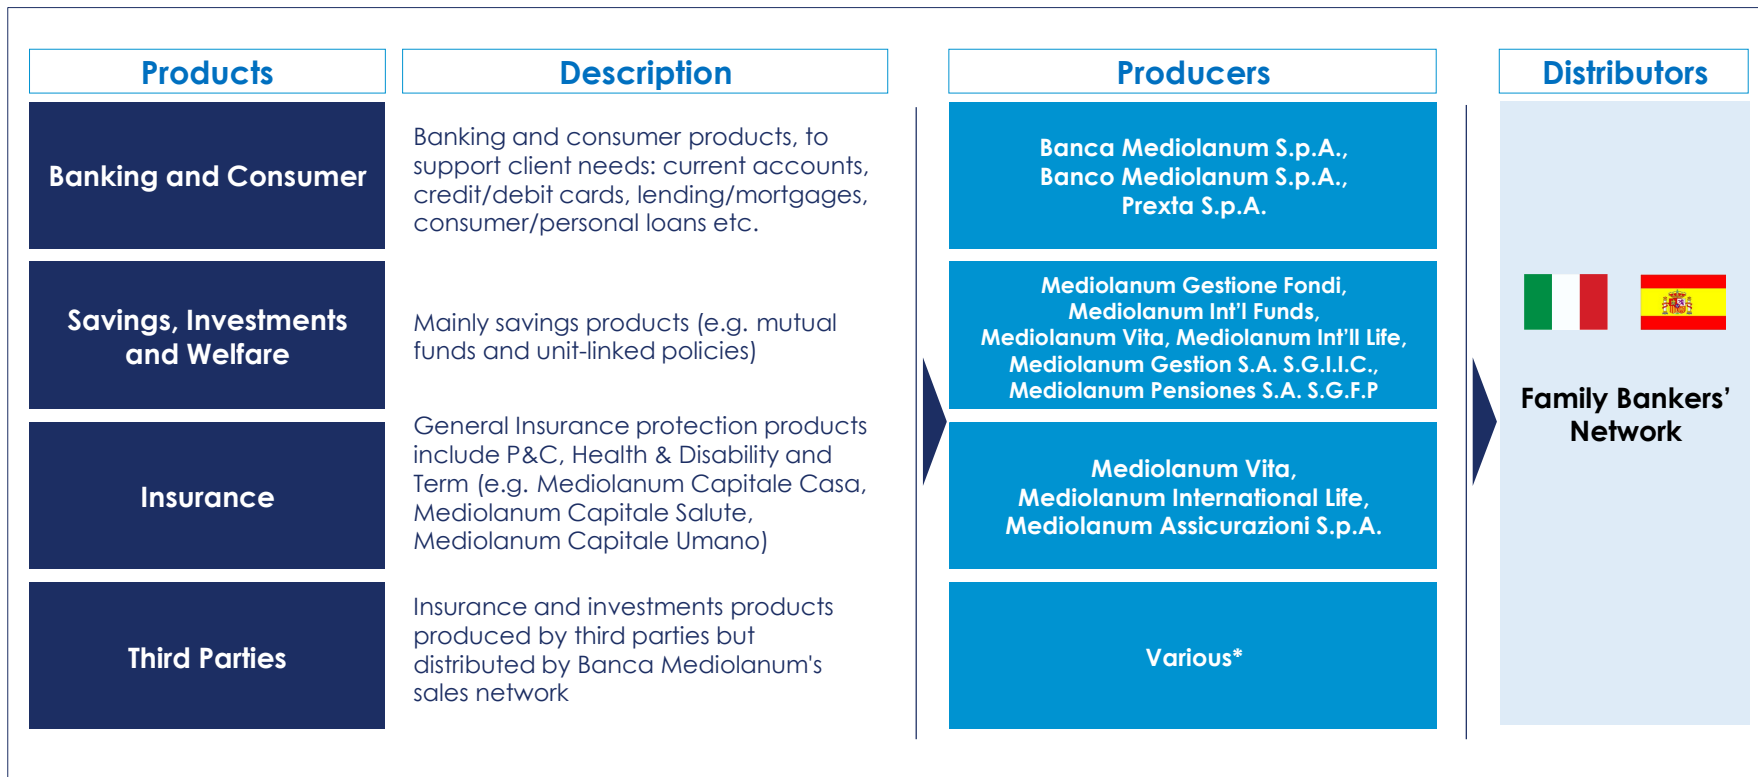 Products
Description
Producers
Distributors
Banking and Consumer
Banking and consumer products, to
support client needs: current accounts,
credit/debit cards, lending/mortgages,
consumer/personal loans etc.
Banca Mediolanum S.p.A.,
Banco Mediolanum S.p.A.,
Prexta S.p.A.
Savings, Investments
and Welfare
Mainly savings products (e.g. mutual
funds and unit-linked policies)
Mediolanum Gestione Fondi,
Mediolanum Int'l Funds,
Mediolanum Vita, Mediolanum Int'll Life,
Mediolanum Gestion S.A. S.G.I.I.C.,
Mediolanum Pensiones S.A. S.G.F.P
Insurance
General Insurance protection products
include P&C, Health & Disability and
Term (e.g. Mediolanum Capitale Casa,
Mediolanum Capitale Salute,
Mediolanum Capitale Umano)
Mediolanum Vita,
Mediolanum International Life,
Mediolanum Assicurazioni S.p.A.
Third Parties
Insurance and investments products
produced by third parties but
distributed by Banca Mediolanum's
sales network
Various*
Family Bankers’
Network